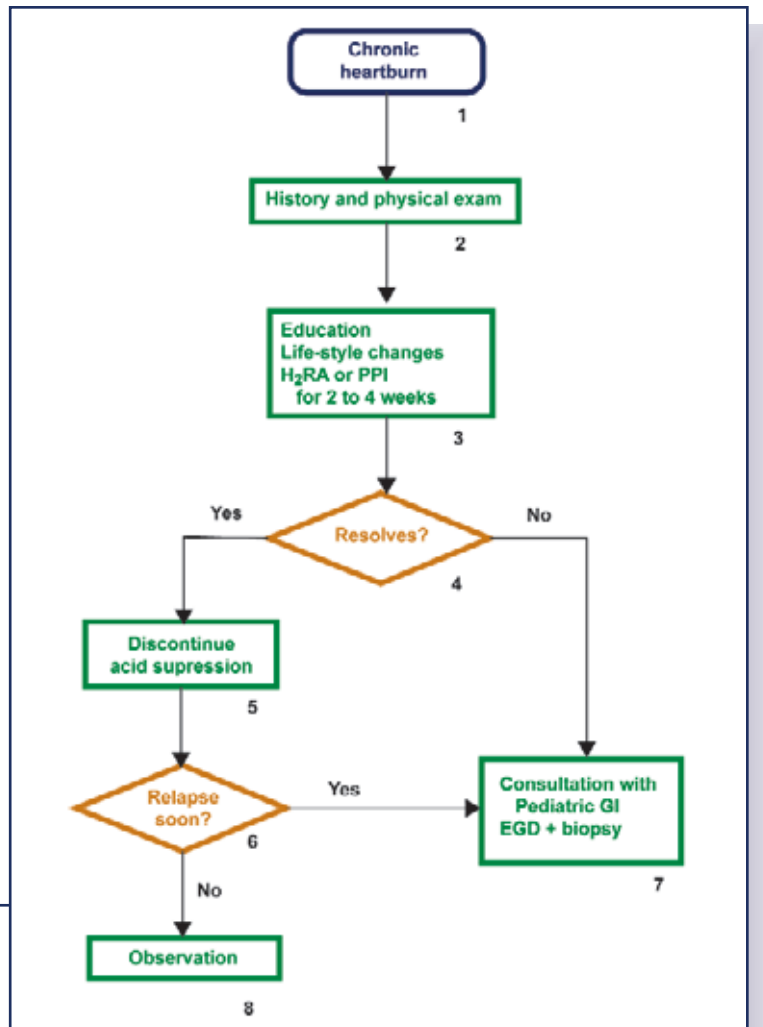 Chronic
heartburn
1
History and physical exam
2
Education
Life-style changes
H₂RA or PPI
for 2 to 4 weeks
3
Yes
Resolves?
No
4
Discontinue
acid supression
5
Relapse
soon?
Yes
6
Consultation with
Pediatric GI
EGD + biopsy
7
No
Observation
8